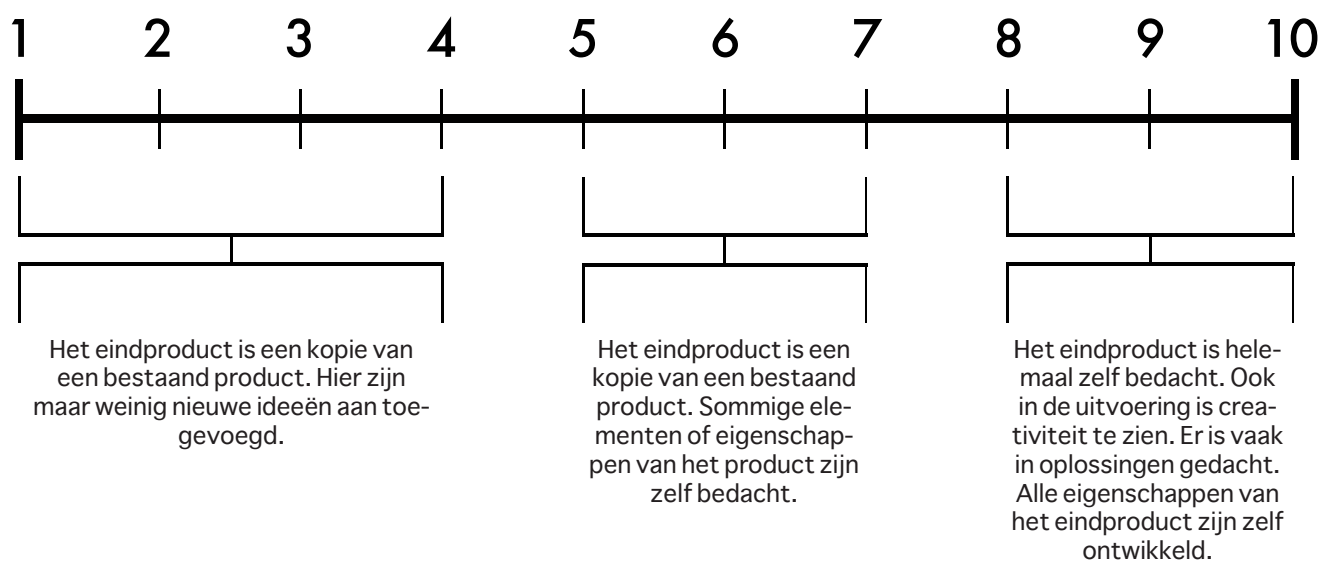 1 2 3 4 5 6 7 8 9 10
Het eindproduct is een kopie van
een bestaand product. Hier zijn
maar weinig nieuwe ideeën aan toe-
gevoegd.
Het eindproduct is een
kopie van een bestaand
product. Sommige ele-
menten of eigenschap-
pen van het product zijn
zelf bedacht.
Het eindproduct is hele-
maal zelf bedacht. Ook
in de uitvoering is crea-
tiviteit te zien. Er is vaak
in oplossingen gedacht.
Alle eigenschappen van
het eindproduct zijn zelf
ontwikkeld.